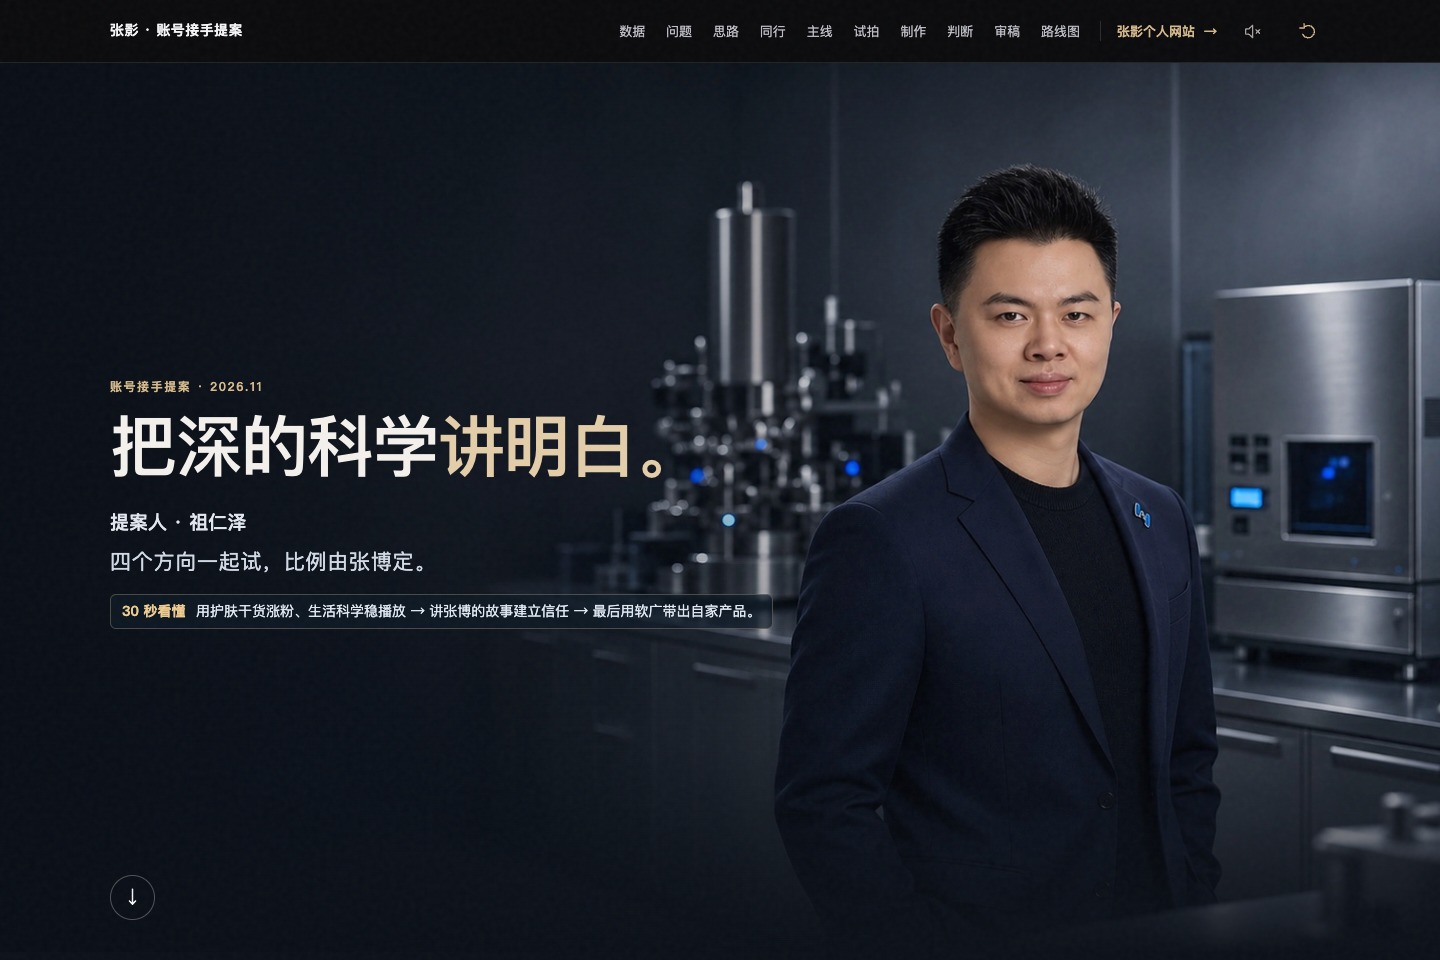 张影 · 账号接手提案
数据 问题 思路 同行 主线 试拍 制作 判断 审稿 路线图 张影个人网站 →
账号接手提案 · 2026.11
把深的科学讲明白。
提案人 · 祖仁泽
四个方向一起试，比例由张博定。
30 秒看懂 用护肤干货涨粉、生活科学稳播放 → 讲张博的故事建立信任 → 最后用软广带出自家产品。
↓